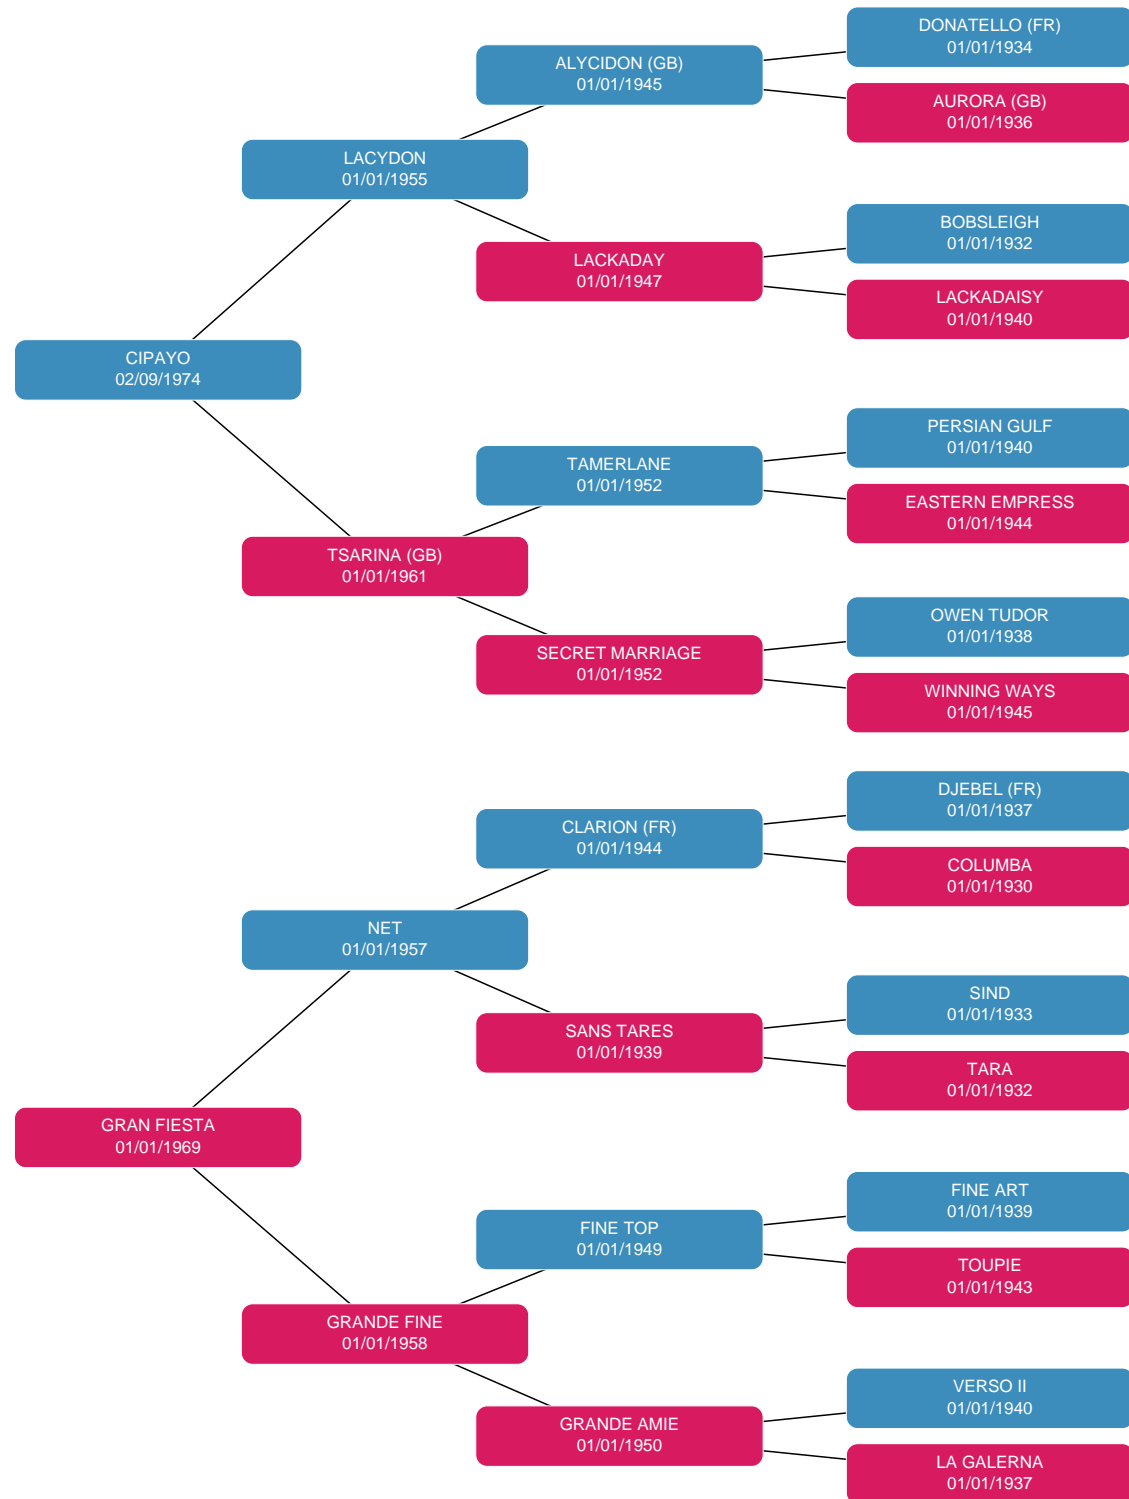 DONATELLO (FR)
01/01/1934
ALYCIDON (GB)
01/01/1945
AURORA (GB)
01/01/1936
LACYDON
01/01/1955
BOBSLEIGH
01/01/1932
LACKADAY
01/01/1947
LACKADAISY
01/01/1940
CIPAYO
02/09/1974
PERSIAN GULF
01/01/1940
TAMERLANE
01/01/1952
EASTERN EMPRESS
01/01/1944
TSARINA (GB)
01/01/1961
OWEN TUDOR
01/01/1938
SECRET MARRIAGE
01/01/1952
WINNING WAYS
01/01/1945
DJEBEL (FR)
01/01/1937
CLARION (FR)
01/01/1944
COLUMBA
01/01/1930
NET
01/01/1957
SIND
01/01/1933
SANS TARES
01/01/1939
TARA
01/01/1932
GRAN FIESTA
01/01/1969
FINE ART
01/01/1939
FINE TOP
01/01/1949
TOUPIE
01/01/1943
GRANDE FINE
01/01/1958
VERSO II
01/01/1940
GRANDE AMIE
01/01/1950
LA GALERNA
01/01/1937